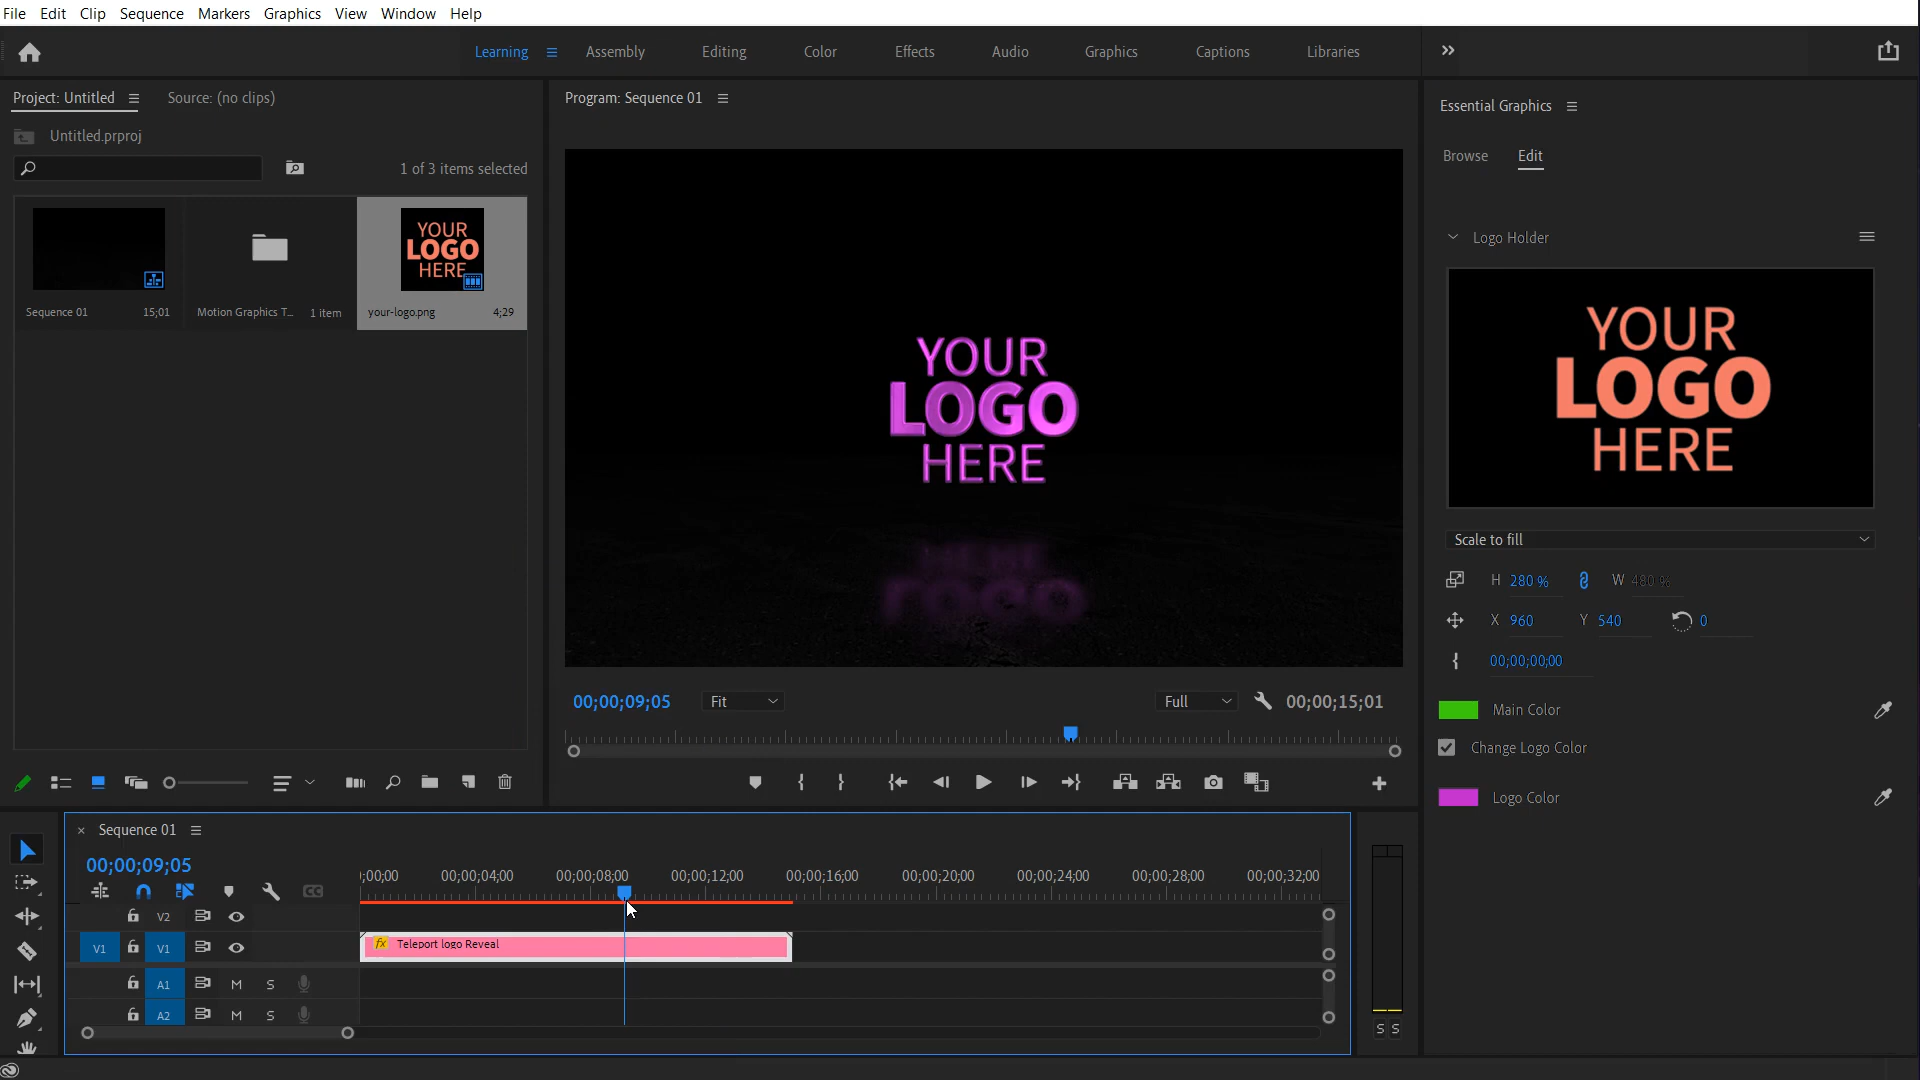 File Edit Clip Sequence Markers Graphics View Window Help
Learning Assembly Editing Color Effects Audio Graphics Captions Libraries
Project: Untitled Source: (no clips)
Untitled.prproj
1 of 3 items selected
YOUR
LOGO
HERE
Sequence 01 15;01 Motion Graphics T... 1 item your-logo.png 4;29
Program: Sequence 01
YOUR
LOGO
HERE
00;00;09;05 Fit Full 00;00;15;01
Essential Graphics
Browse Edit
Logo Holder
YOUR
LOGO
HERE
Scale to fill
H 280 % W 480 %
X 960 Y 540 0
00;00;00;00
Main Color
Change Logo Color
Logo Color
× Sequence 01
00;00;09;05
;00;00 00;00;04;00 00;00;08;00 00;00;12;00 00;00;16;00 00;00;20;00 00;00;24;00 00;00;28;00 00;00;32;00
V2
V1 V1 fx Teleport logo Reveal
A1 M S
A2 M S
S S